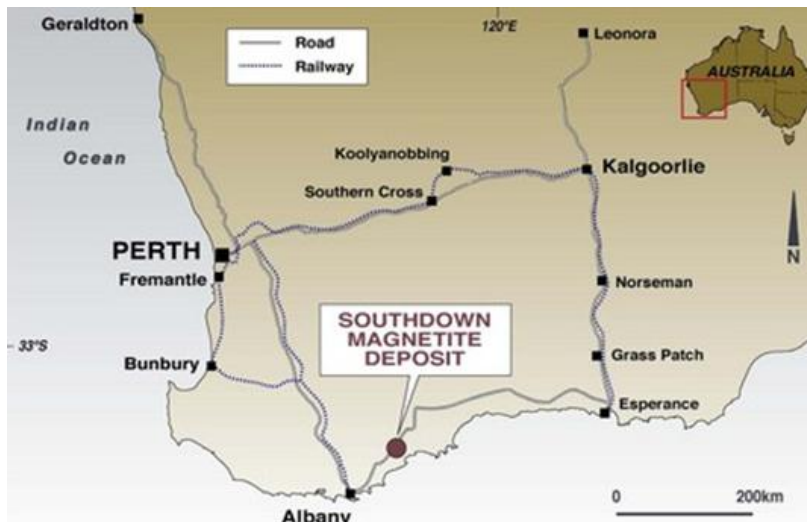 Geraldton
120°E
Leonora
Road
Railway
AUSTRALIA
Indian
Ocean
Koolyanobbing
Kalgoorlie
Southern Cross
PERTH
N
Fremantle
Norseman
SOUTHDOWN
MAGNETITE
DEPOSIT
33°S
Bunbury
Grass Patch
Esperance
0
200km
Albany